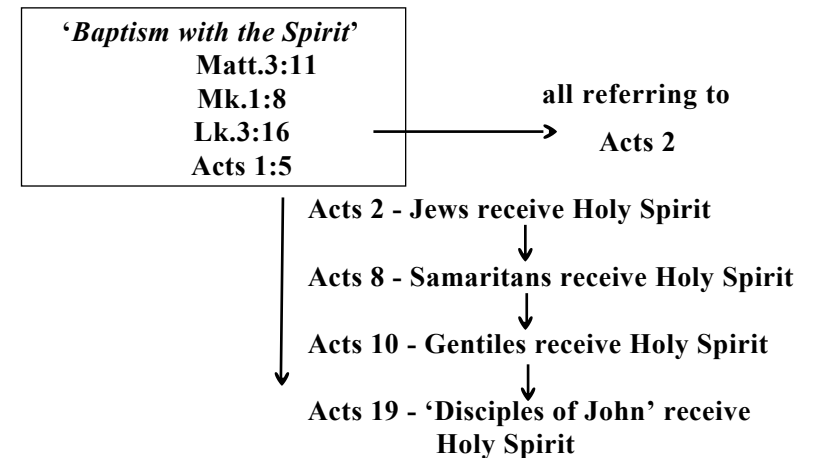 ‘Baptism with the Spirit’
Matt.3:11
Mk.1:8
Lk.3:16
Acts 1:5
all referring to
Acts 2
Acts 2 - Jews receive Holy Spirit
Acts 8 - Samaritans receive Holy Spirit
Acts 10 - Gentiles receive Holy Spirit
Acts 19 - ‘Disciples of John’ receive
Holy Spirit